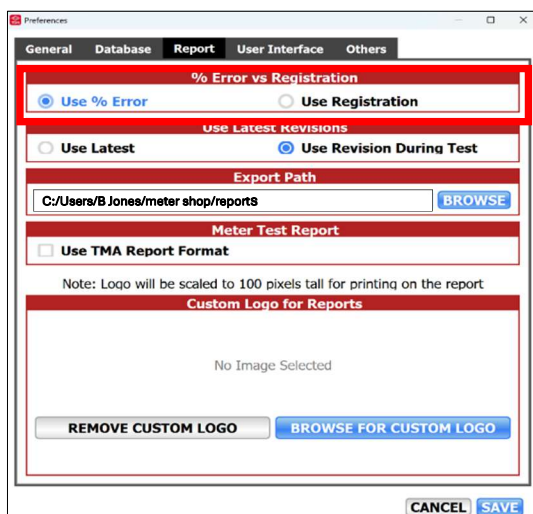 Preferences
General Database Report User Interface Others
% Error vs Registration
Use % Error Use Registration
Use Latest Revisions
Use Latest Use Revision During Test
Export Path
C:/Users/B Jones/meter shop/reports BROWSE
Meter Test Report
Use TMA Report Format
Note: Logo will be scaled to 100 pixels tall for printing on the report
Custom Logo for Reports
No Image Selected
REMOVE CUSTOM LOGO BROWSE FOR CUSTOM LOGO
CANCEL SAVE